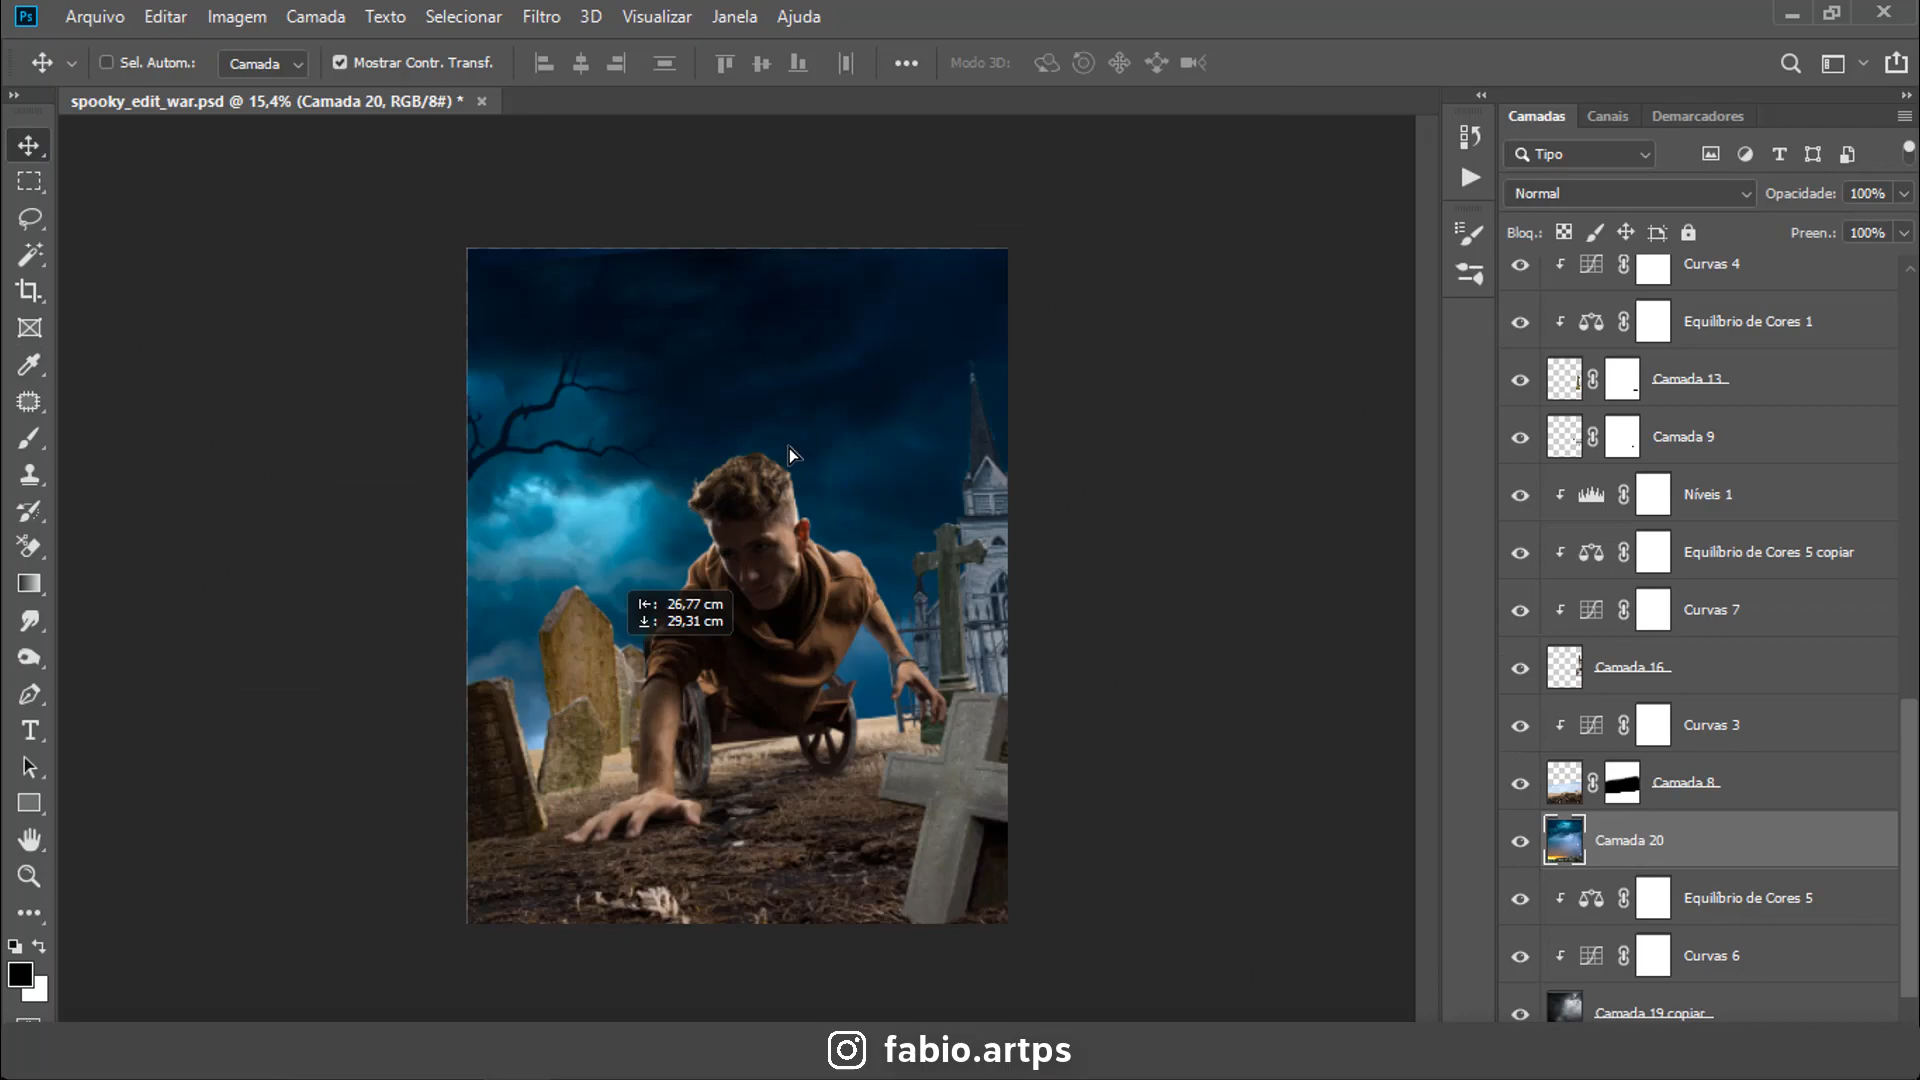 Ps Arquivo Editar Imagem Camada Texto Selecionar Filtro 3D Visualizar Janela Ajuda
Sel. Autom.: Camada Mostrar Contr. Transf. Modo 3D:
spooky_edit_war.psd @ 15,4% (Camada 20, RGB/8#) *
Camadas Canais Demarcadores
Tipo
Normal Opacidade: 100%
Bloq.: Preen.: 100%
Curvas 4
Equilíbrio de Cores 1
Camada 13
Camada 9
Níveis 1
Equilíbrio de Cores 5 copiar
Curvas 7
Camada 16
Curvas 3
Camada 8
Camada 20
Equilíbrio de Cores 5
Curvas 6
Camada 19 copiar
26,77 cm
29,31 cm
fabio.artps